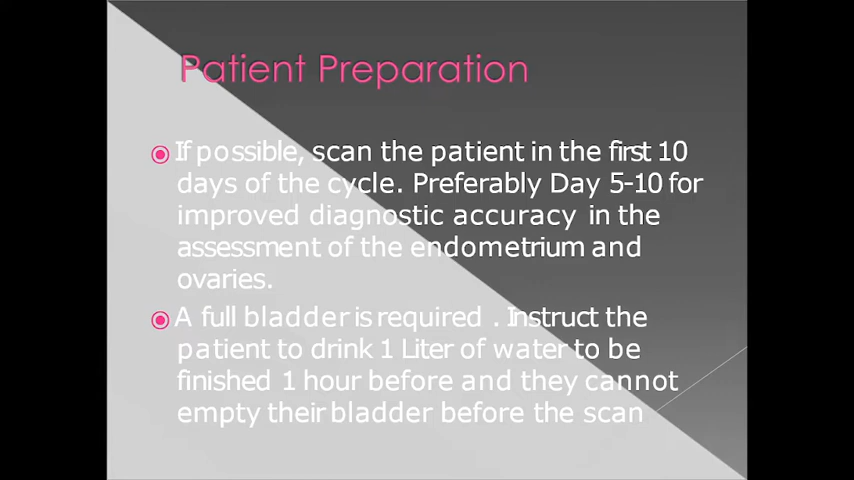 Patient Preparation
If possible, scan the patient in the first 10
days of the cycle. Preferably Day 5-10 for
improved diagnostic accuracy in the
assessment of the endometrium and
ovaries.
A full bladder is required . Instruct the
patient to drink 1 Liter of water to be
finished 1 hour before and they cannot
empty their bladder before the scan